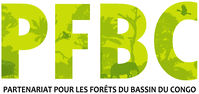 PFBC
PARTENARIAT POUR LES FORÊTS DU BASSIN DU CONGO